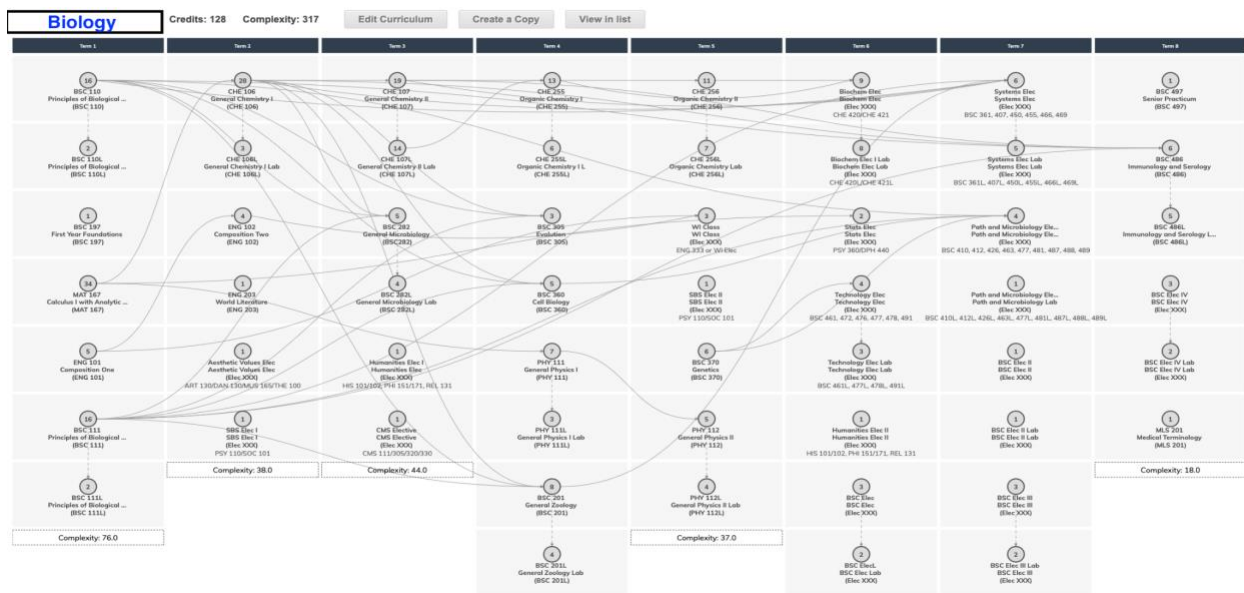 Biology
Credits: 128
Complexity: 317
Edit Curriculum
Create a Copy
View in list
Term 1
16
BSC 110
Principles of Biological ...
(BSC 110)
2
BSC 110L
Principles of Biological ...
(BSC 110L)
1
BSC 197
First Year Foundations
(BSC 197)
34
MAT 167
Calculus I with Analytic ...
(MAT 167)
5
ENG 101
Composition One
(ENG 101)
16
BSC 111
Principles of Biological ...
(BSC 111)
2
BSC 111L
Principles of Biological ...
(BSC 111L)
Complexity: 76.0
Term 2
28
CHE 106
General Chemistry I
(CHE 106)
3
CHE 106L
General Chemistry I Lab
(CHE 106L)
4
ENG 102
Composition Two
(ENG 102)
1
ENG 203
World Literature
(ENG 203)
1
Aesthetic Values Elec
Aesthetic Values Elec
(Elec XXX)
ART 130/DAN 130/MUS 165/THE 100
1
SBS Elec I
SBS Elec I
(Elec XXX)
PSY 110/SOC 101
Complexity: 38.0
Term 3
19
CHE 107
General Chemistry II
(CHE 107)
14
CHE 107L
General Chemistry II Lab
(CHE 107L)
5
BSC 282
General Microbiology
(BSC282)
4
BSC 282L
General Microbiology Lab
(BSC 282L)
1
Humanities Elec I
Humanities Elec
(Elec XXX)
HIS 101/102, PHI 151/171, REL 131
1
CMS Elective
CMS Elective
(Elec XXX)
CMS 111/305/320/330
Complexity: 44.0
Term 4
13
CHE 255
Organic Chemistry I
(CHE 255)
6
CHE 255L
Organic Chemistry I L
(CHE 255L)
3
BSC 305
Evolution
(BSC 305)
5
BSC 360
Cell Biology
(BSC 360)
7
PHY 111
General Physics I
(PHY 111)
3
PHY 111L
General Physics I Lab
(PHY 111L)
8
BSC 201
General Zoology
(BSC 201)
4
BSC 201L
General Zoology Lab
(BSC 201L)
Term 5
11
CHE 256
Organic Chemistry II
(CHE 256)
7
CHE 256L
Organic Chemistry Lab
(CHE 256L)
3
WI Class
WI Class
(Elec XXX)
ENG 333 or WI Elec
1
SBS Elec II
SBS Elec II
(Elec XXX)
PSY 110/SOC 101
6
BSC 370
Genetics
(BSC 370)
5
PHY 112
General Physics II
(PHY 112)
4
PHY 112L
General Physics II Lab
(PHY 112L)
Complexity: 37.0
Term 6
9
Biochem Elec
Biochem Elec
(Elec XXX)
CHE 420/CHE 421
8
Biochem Elec I Lab
Biochem Elec Lab
(Elec XXX)
CHE 420L/CHE 421L
2
Stats Elec
Stats Elec
(Elec XXX)
PSY 360/DPH 440
4
Technology Elec
Technology Elec
(Elec XXX)
BSC 461, 472, 476, 477, 478, 491
3
Technology Elec Lab
(Elec XXX)
BSC 461L, 477L, 478L, 491L
1
Humanities Elec II
Humanities Elec II
(Elec XXX)
HIS 101/102, PHI 151/171, REL 131
3
BSC Elec
BSC Elec
(Elec XXX)
2
BSC ElecL
BSC Elec Lab
(Elec XXX)
Term 7
6
Systems Elec
Systems Elec
(Elec XXX)
BSC 361, 407, 450, 455, 466, 469
5
Systems Elec Lab
Systems Elec Lab
(Elec XXX)
BSC 361L, 407L, 450L, 455L, 466L, 469L
4
Path and Microbiology Ele...
Path and Microbiology Ele...
(Elec XXX)
BSC 410, 412, 426, 463, 477, 481, 487, 488, 489
1
Path and Microbiology Ele...
Path and Microbiology Lab
(Elec XXX)
BSC 410L, 412L, 426L, 463L, 477L, 481L, 487L, 488L, 489L
1
BSC Elec II
BSC Elec II
(Elec XXX)
1
BSC Elec II Lab
BSC Elec II Lab
(Elec XXX)
3
BSC Elec III
BSC Elec III
(Elec XXX)
2
BSC Elec III Lab
BSC Elec III
(Elec XXX)
Term 8
1
BSC 497
Senior Practicum
(BSC 497)
6
BSC 486
Immunology and Serology
(BSC 486)
5
BSC 486L
Immunology and Serology L...
(BSC 486L)
3
BSC Elec IV
BSC Elec IV
(Elec XXX)
2
BSC Elec IV Lab
BSC Elec IV Lab
(Elec XXX)
1
MLS 201
Medical Terminology
(MLS 201)
Complexity: 18.0